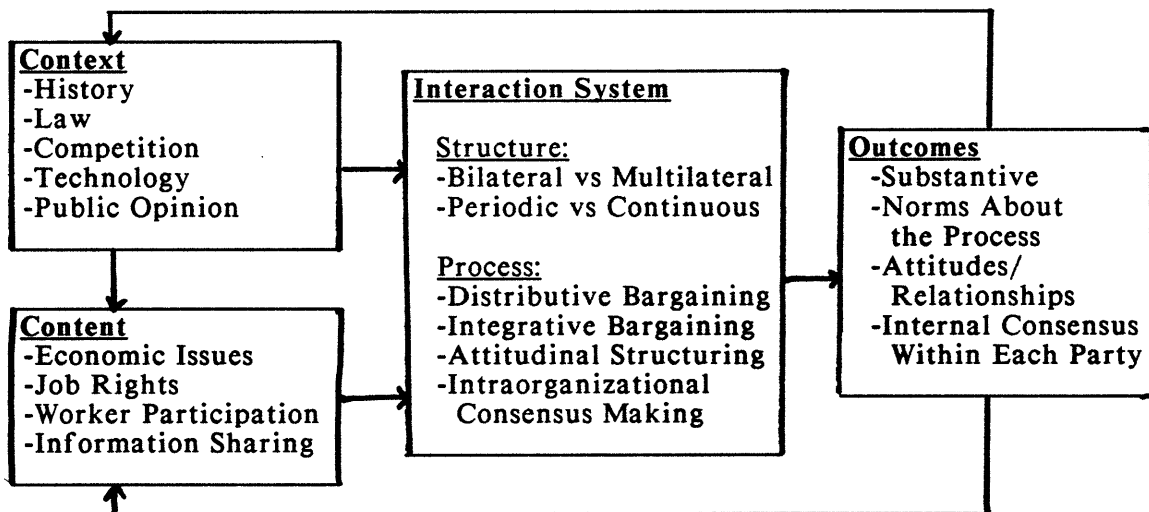 Context
-History
-Law
-Competition
-Technology
-Public Opinion
Content
-Economic Issues
-Job Rights
-Worker Participation
-Information Sharing
Interaction System
Structure:
-Bilateral vs Multilateral
-Periodic vs Continuous
Process:
-Distributive Bargaining
-Integrative Bargaining
-Attitudinal Structuring
-Intraorganizational
Consensus Making
Outcomes
-Substantive
-Norms About
the Process
-Attitudes/
Relationships
-Internal Consensus
Within Each Party